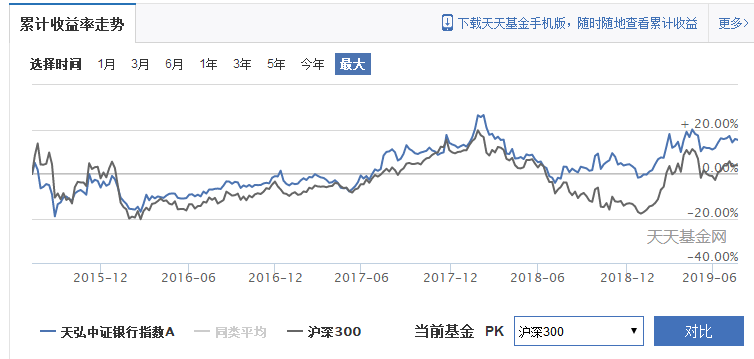 累计收益率走势
下载天天基金手机版，随时随地查看累计收益 更多>
选择时间 1月 3月 6月 1年 3年 5年 今年 最大
+ 20.00%
0.00%
-20.00%
天天基金网
-40.00%
2015-12 2016-06 2016-12 2017-06 2017-12 2018-06 2018-12 2019-06
天弘中证银行指数A 同类平均 沪深300 当前基金 PK 沪深300 对比